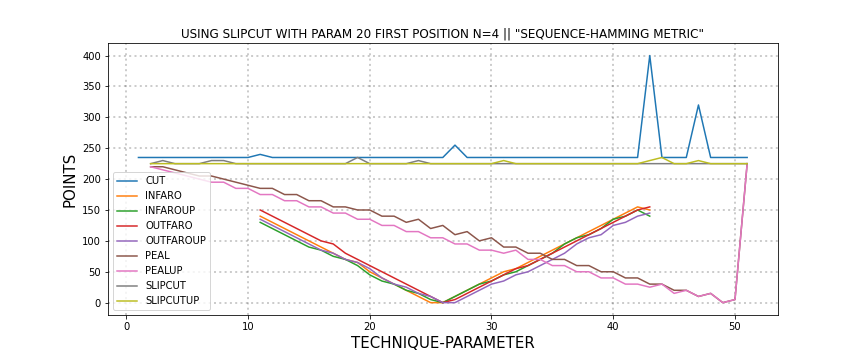 USING SLIPCUT WITH PARAM 20 FIRST POSITION N=4 || "SEQUENCE-HAMMING METRIC"
400
350
300
250
200
150
100
50
0
POINTS
CUT
INFARO
INFAROUP
OUTFARO
OUTFAROUP
PEAL
PEALUP
SLIPCUT
SLIPCUTUP
0 10 20 30 40 50
TECHNIQUE-PARAMETER